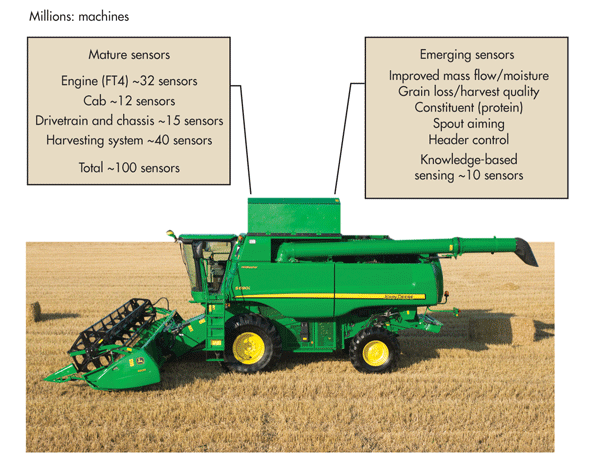 Millions: machines
Mature sensors
Engine (FT4) ~32 sensors
Cab ~12 sensors
Drivetrain and chassis ~15 sensors
Harvesting system ~40 sensors
Total ~100 sensors
Emerging sensors
Improved mass flow/moisture
Grain loss/harvest quality
Constituent (protein)
Spout aiming
Header control
Knowledge-based
sensing ~10 sensors
JOHN DEERE